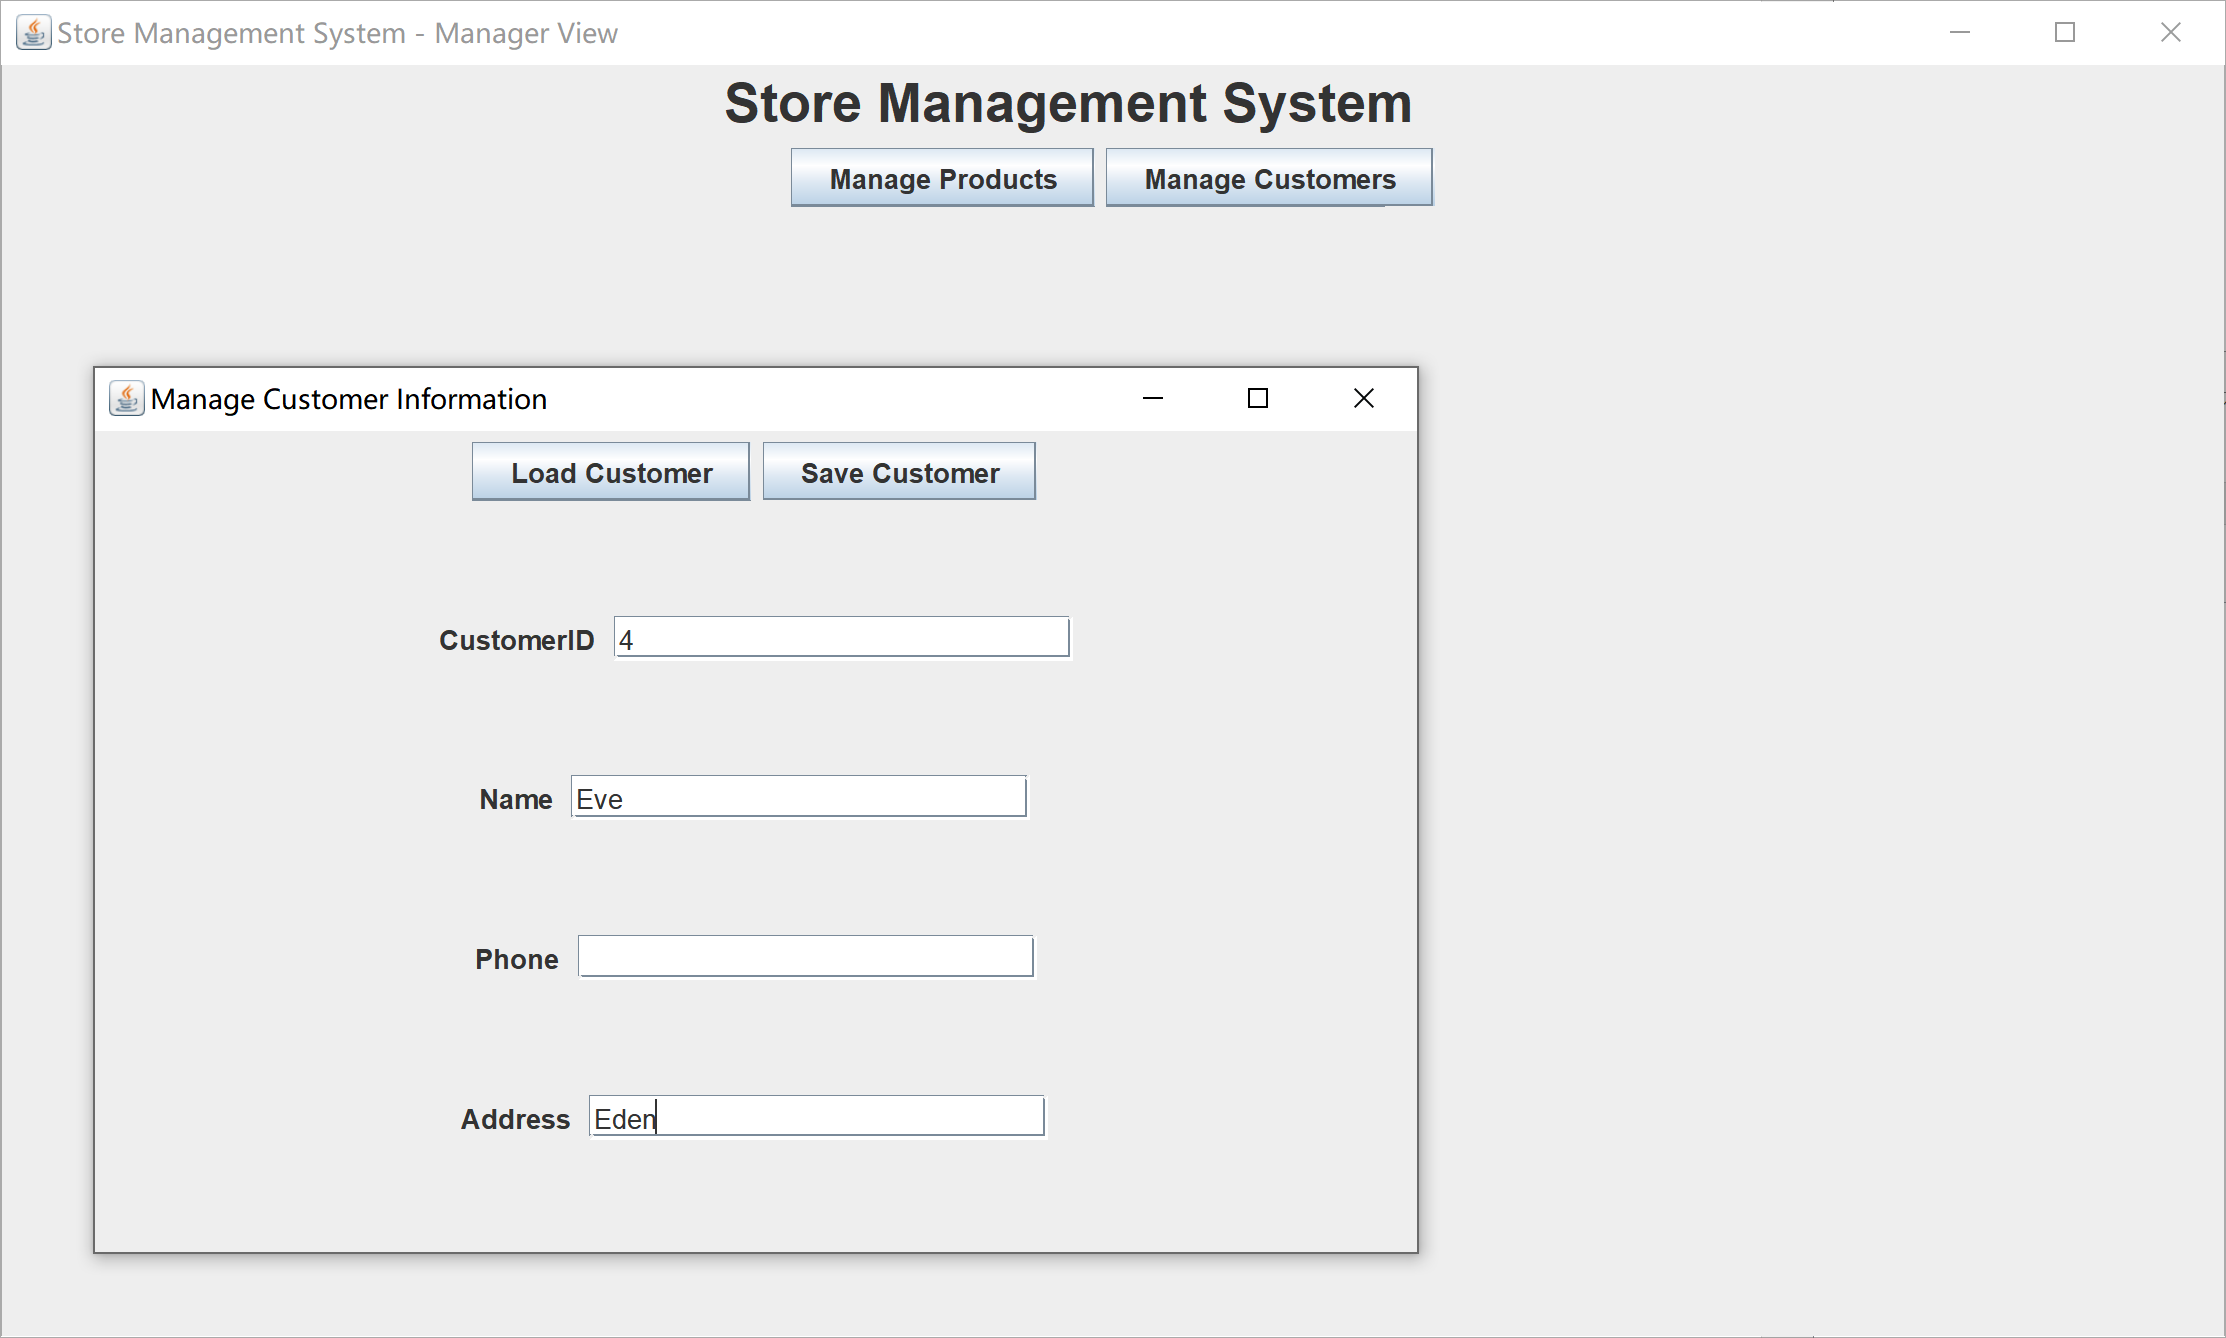 Store Management System - Manager View
Store Management System
Manage Products Manage Customers
Manage Customer Information
Load Customer Save Customer
CustomerID 4
Name Eve
Phone
Address Eden